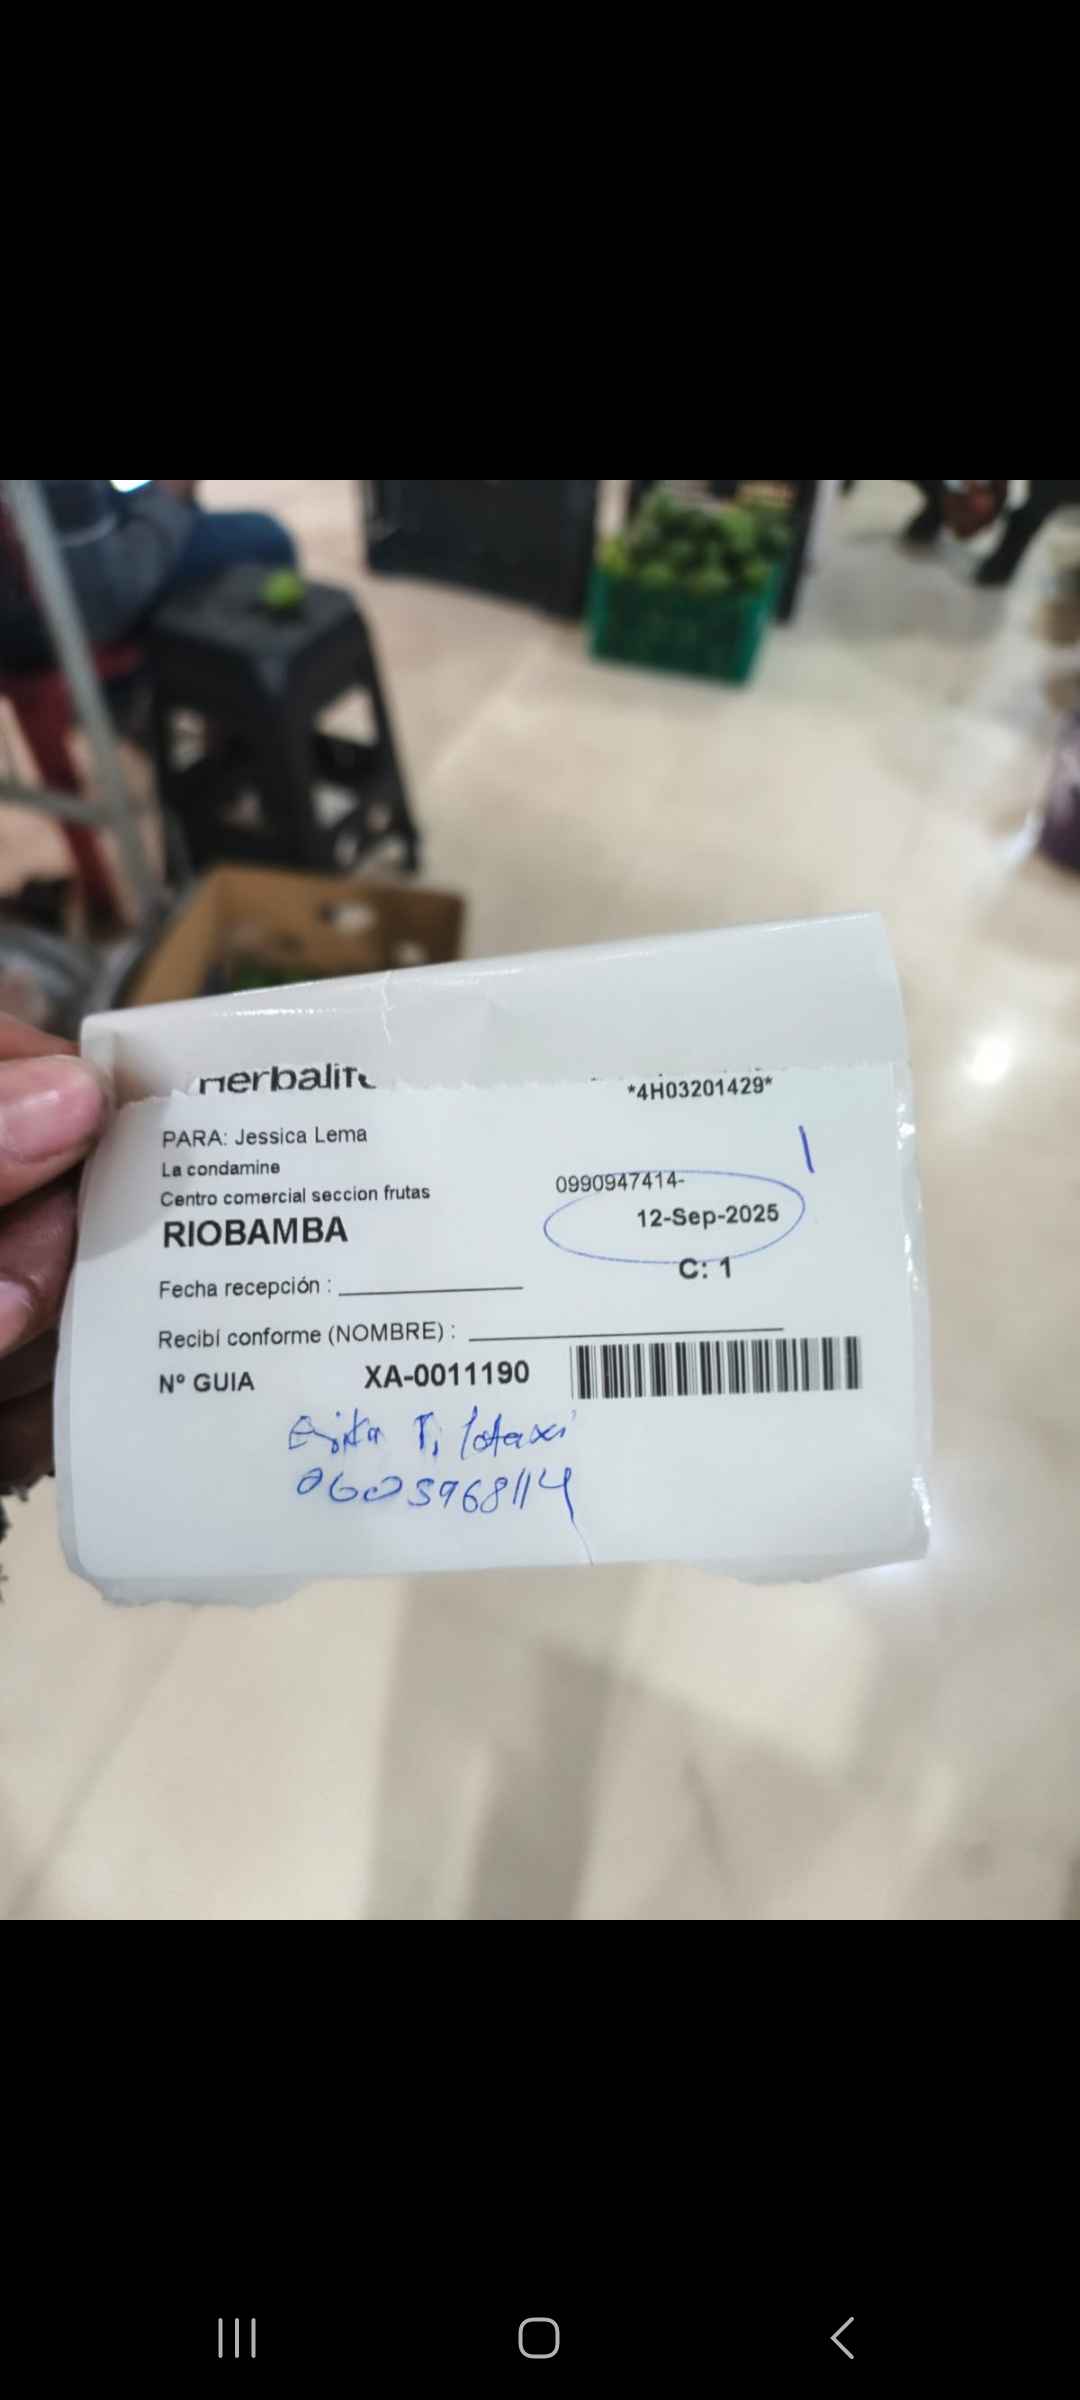 herbalife
*4H03201429*
PARA: Jessica Lema
La condamine
Centro comercial seccion frutas
0990947414-
RIOBAMBA
12-Sep-2025
C: 1
Fecha recepción :
Recibí conforme (NOMBRE) :
Nº GUIA XA-0011190
0603968114